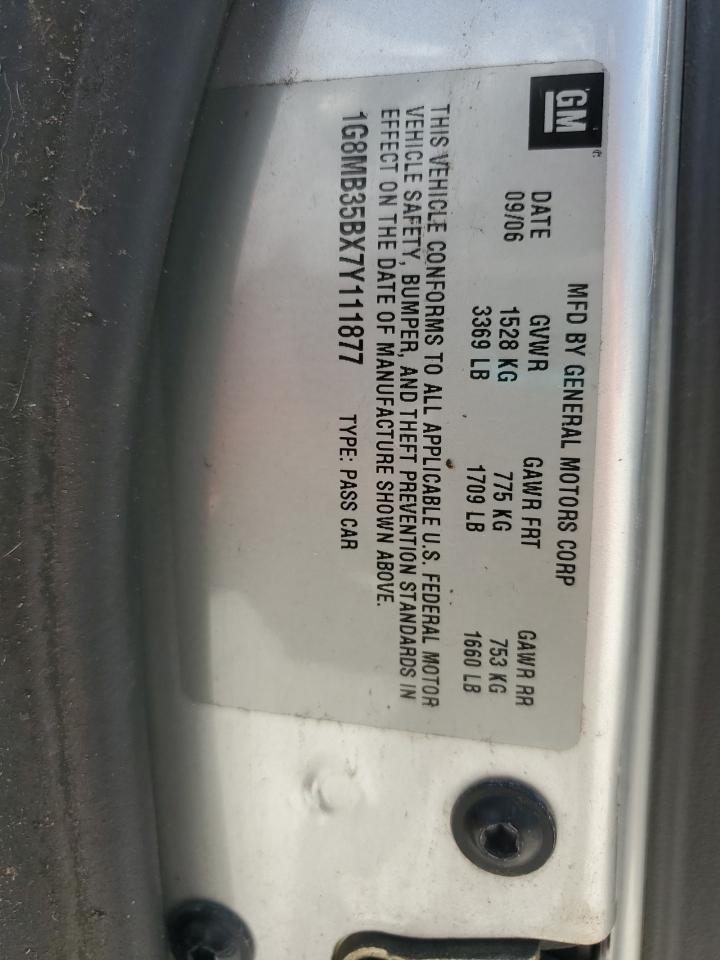 GM
MFD BY GENERAL MOTORS CORP
DATE GVWR GAWR FRT GAWR RR
09/06 1528 KG 775 KG 753 KG
3369 LB 1709 LB 1660 LB
THIS VEHICLE CONFORMS TO ALL APPLICABLE U.S. FEDERAL MOTOR
VEHICLE SAFETY, BUMPER, AND THEFT PREVENTION STANDARDS IN
EFFECT ON THE DATE OF MANUFACTURE SHOWN ABOVE.
1G8MB35BX7Y111877 TYPE: PASS CAR